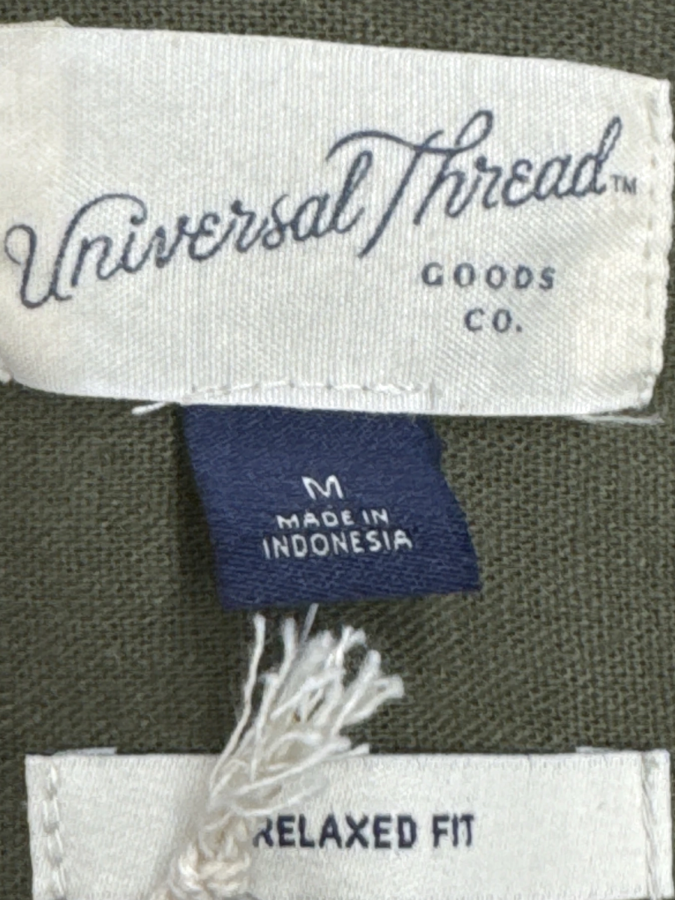 Universal Thread™
GOODS
CO.
M
MADE IN
INDONESIA
RELAXED FIT